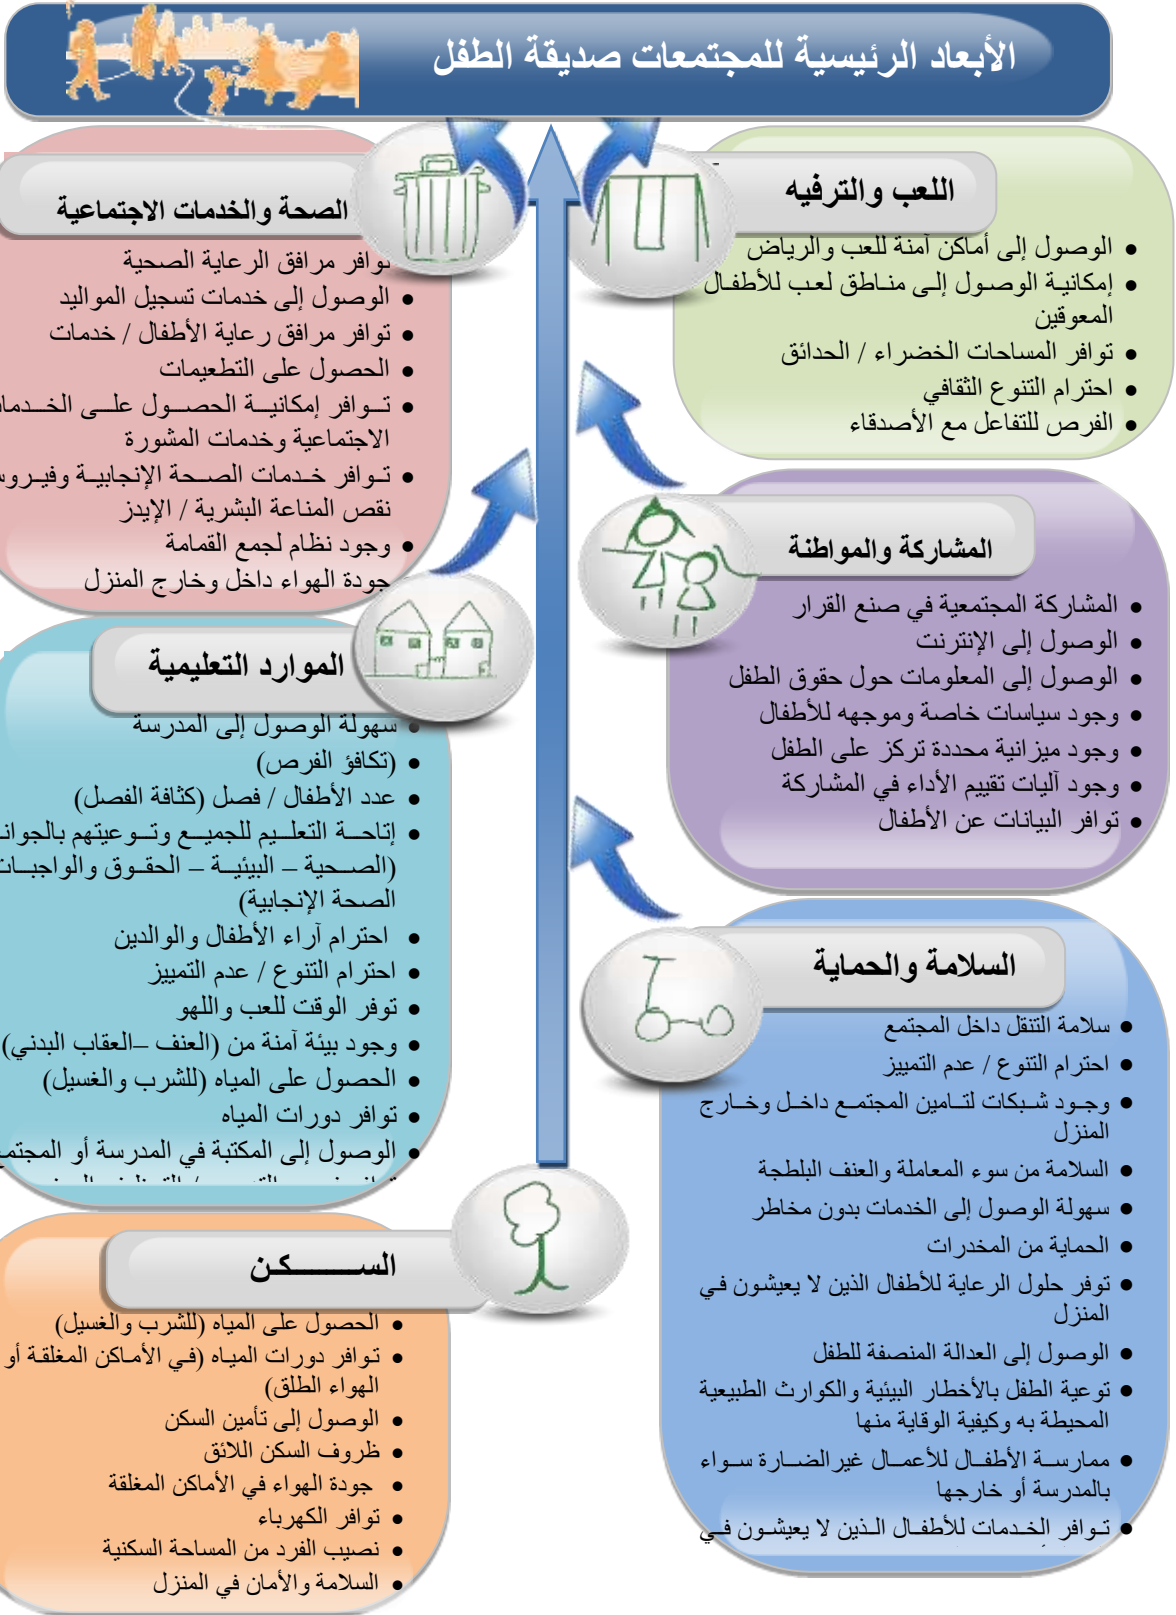 الأبعاد الرئيسية للمجتمعات صديقة الطفل
اللعب والترفيه
• الوصول إلى أماكن آمنة للعب والرياض
• إمكانية الوصول إلى مناطق لعب للأطفال
المعوقين
• توافر المساحات الخضراء / الحدائق
• احترام التنوع الثقافي
• الفرص للتفاعل مع الأصدقاء
المشاركة والمواطنة
• المشاركة المجتمعية في صنع القرار
• الوصول إلى الإنترنت
• الوصول إلى المعلومات حول حقوق الطفل
• وجود سياسات خاصة وموجهه للأطفال
• وجود ميزانية محددة تركز على الطفل
• وجود آليات تقييم الأداء في المشاركة
• توافر البيانات عن الأطفال
السلامة والحماية
• سلامة التنقل داخل المجتمع
• احترام التنوع / عدم التمييز
• وجود شبكات لتامين المجتمع داخل وخارج
المنزل
• السلامة من سوء المعاملة والعنف البلطجة
• سهولة الوصول إلى الخدمات بدون مخاطر
• الحماية من المخدرات
• توفر حلول الرعاية للأطفال الذين لا يعيشون في
المنزل
• الوصول إلى العدالة المنصفة للطفل
• توعية الطفل بالأخطار البيئية والكوارث الطبيعية
المحيطة به وكيفية الوقاية منها
• ممارسة الأطفال للأعمال غير الضارة سواء
بالمدرسة أو خارجها
• توافر الخدمات للأطفال الذين لا يعيشون في
الصحة والخدمات الاجتماعية
توافر مرافق الرعاية الصحية
• الوصول إلى خدمات تسجيل المواليد
• توافر مرافق رعاية الأطفال / خدمات
• الحصول على التطعيمات
• توافر إمكانية الحصول على الخدما
الاجتماعية وخدمات المشورة
• توافر خدمات الصحة الإنجابية وفيرو
نقص المناعة البشرية / الإيدز
• وجود نظام لجمع القمامة
جودة الهواء داخل وخارج المنزل
الموارد التعليمية
• سهولة الوصول إلى المدرسة
• (تكافؤ الفرص)
• عدد الأطفال / فصل (كثافة الفصل)
• إتاحة التعليم للجميع وتوعيتهم بالجوان
(الصحية – البيئية – الحقوق والواجبات
الصحة الإنجابية)
• احترام آراء الأطفال والوالدين
• احترام التنوع / عدم التمييز
• توفر الوقت للعب واللهو
• وجود بيئة آمنة من (العنف –العقاب البدني)
• الحصول على المياه (للشرب والغسيل)
• توافر دورات المياه
• الوصول إلى المكتبة في المدرسة أو المجتم
الســـــــكن
• الحصول على المياه (للشرب والغسيل)
• توافر دورات المياه (في الأماكن المغلقة أو
الهواء الطلق)
• الوصول إلى تأمين السكن
• ظروف السكن اللائق
• جودة الهواء في الأماكن المغلقة
• توافر الكهرباء
• نصيب الفرد من المساحة السكنية
• السلامة والأمان في المنزل